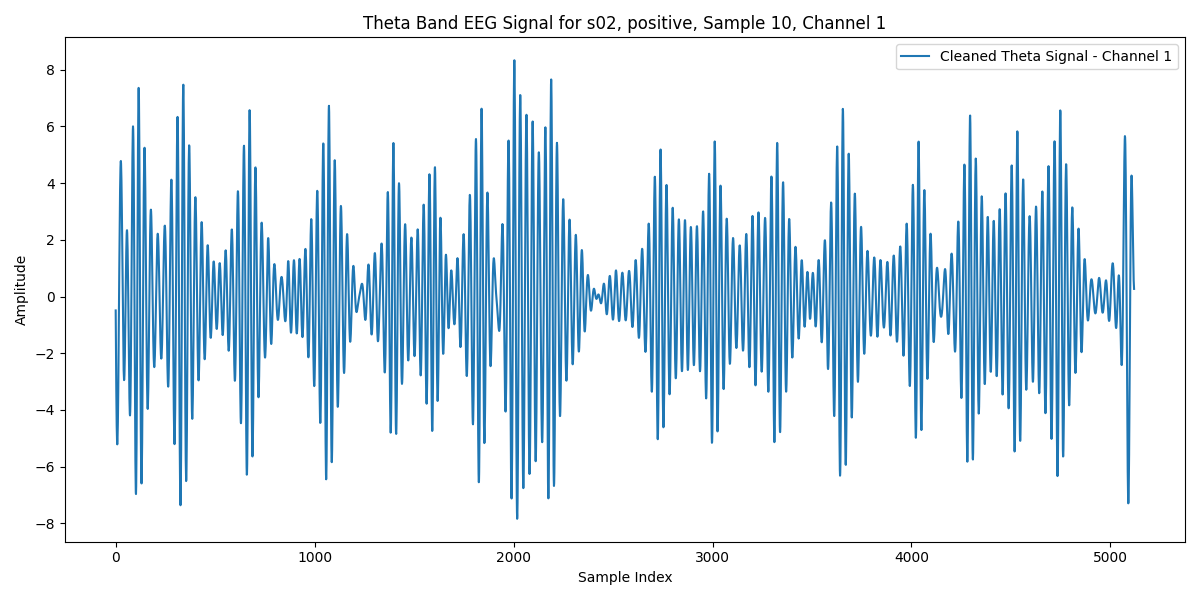 Theta Band EEG Signal for s02, positive, Sample 10, Channel 1
Cleaned Theta Signal - Channel 1
Amplitude
8
6
4
2
0
−2
−4
−6
−8
0 1000 2000 3000 4000 5000
Sample Index